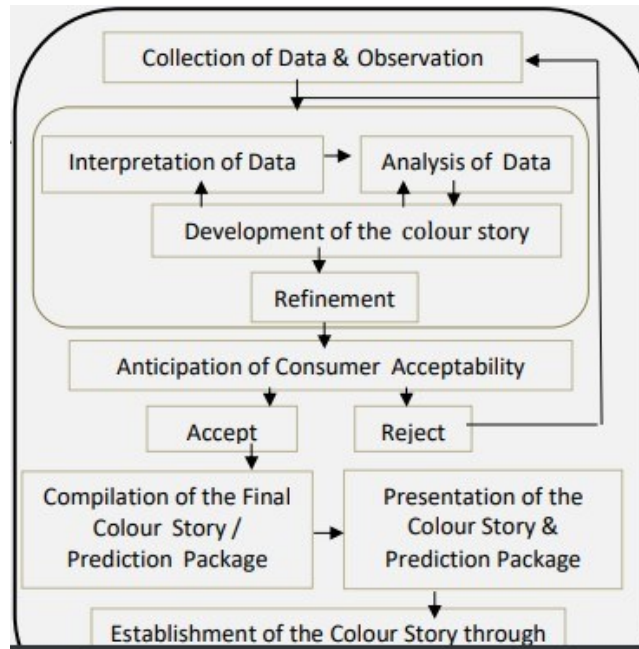 Collection of Data & Observation
Interpretation of Data
Analysis of Data
Development of the colour story
Refinement
Anticipation of Consumer Acceptability
Accept
Reject
Compilation of the Final
Colour Story /
Prediction Package
Presentation of the
Colour Story &
Prediction Package
Establishment of the Colour Story through